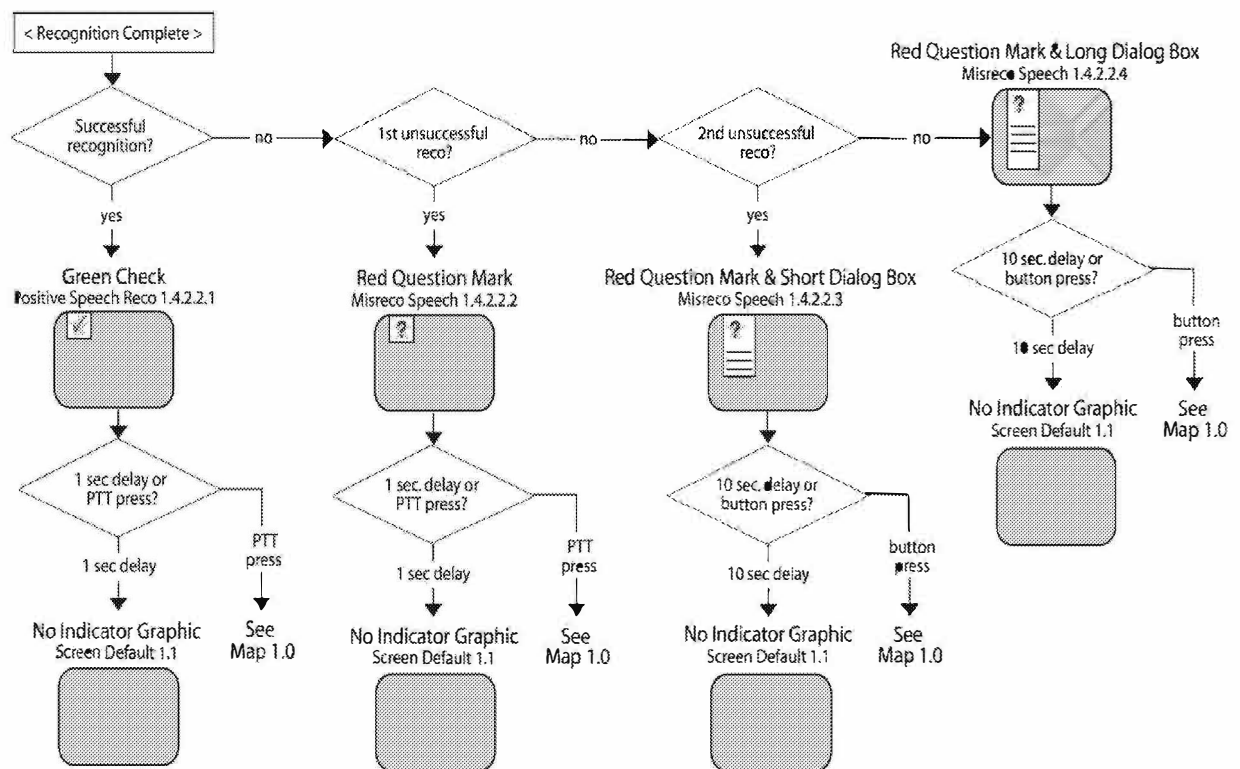 < Recognition Complete >
Successful
recognition?
no
1st unsuccessful
reco?
no
2nd unsuccessful
reco?
no
Red Question Mark & Long Dialog Box
Misreco Speech 1.4.2.2.4
?
yes
Green Check
Positive Speech Reco 1.4.2.2.1
✓
1 sec delay or
PTT press?
1 sec delay
PTT
press
No Indicator Graphic
Screen Default 1.1
See
Map 1.0
yes
Red Question Mark
Misreco Speech 1.4.2.2.2
?
1 sec. delay or
PTT press?
1 sec delay
PTT
press
No Indicator Graphic
Screen Default 1.1
See
Map 1.0
yes
Red Question Mark & Short Dialog Box
Misreco Speech 1.4.2.2.3
?
10 sec. delay or
button press?
10 sec delay
button
press
No Indicator Graphic
Screen Default 1.1
See
Map 1.0
10 sec. delay or
button press?
10 sec delay
button
press
No Indicator Graphic
Screen Default 1.1
See
Map 1.0